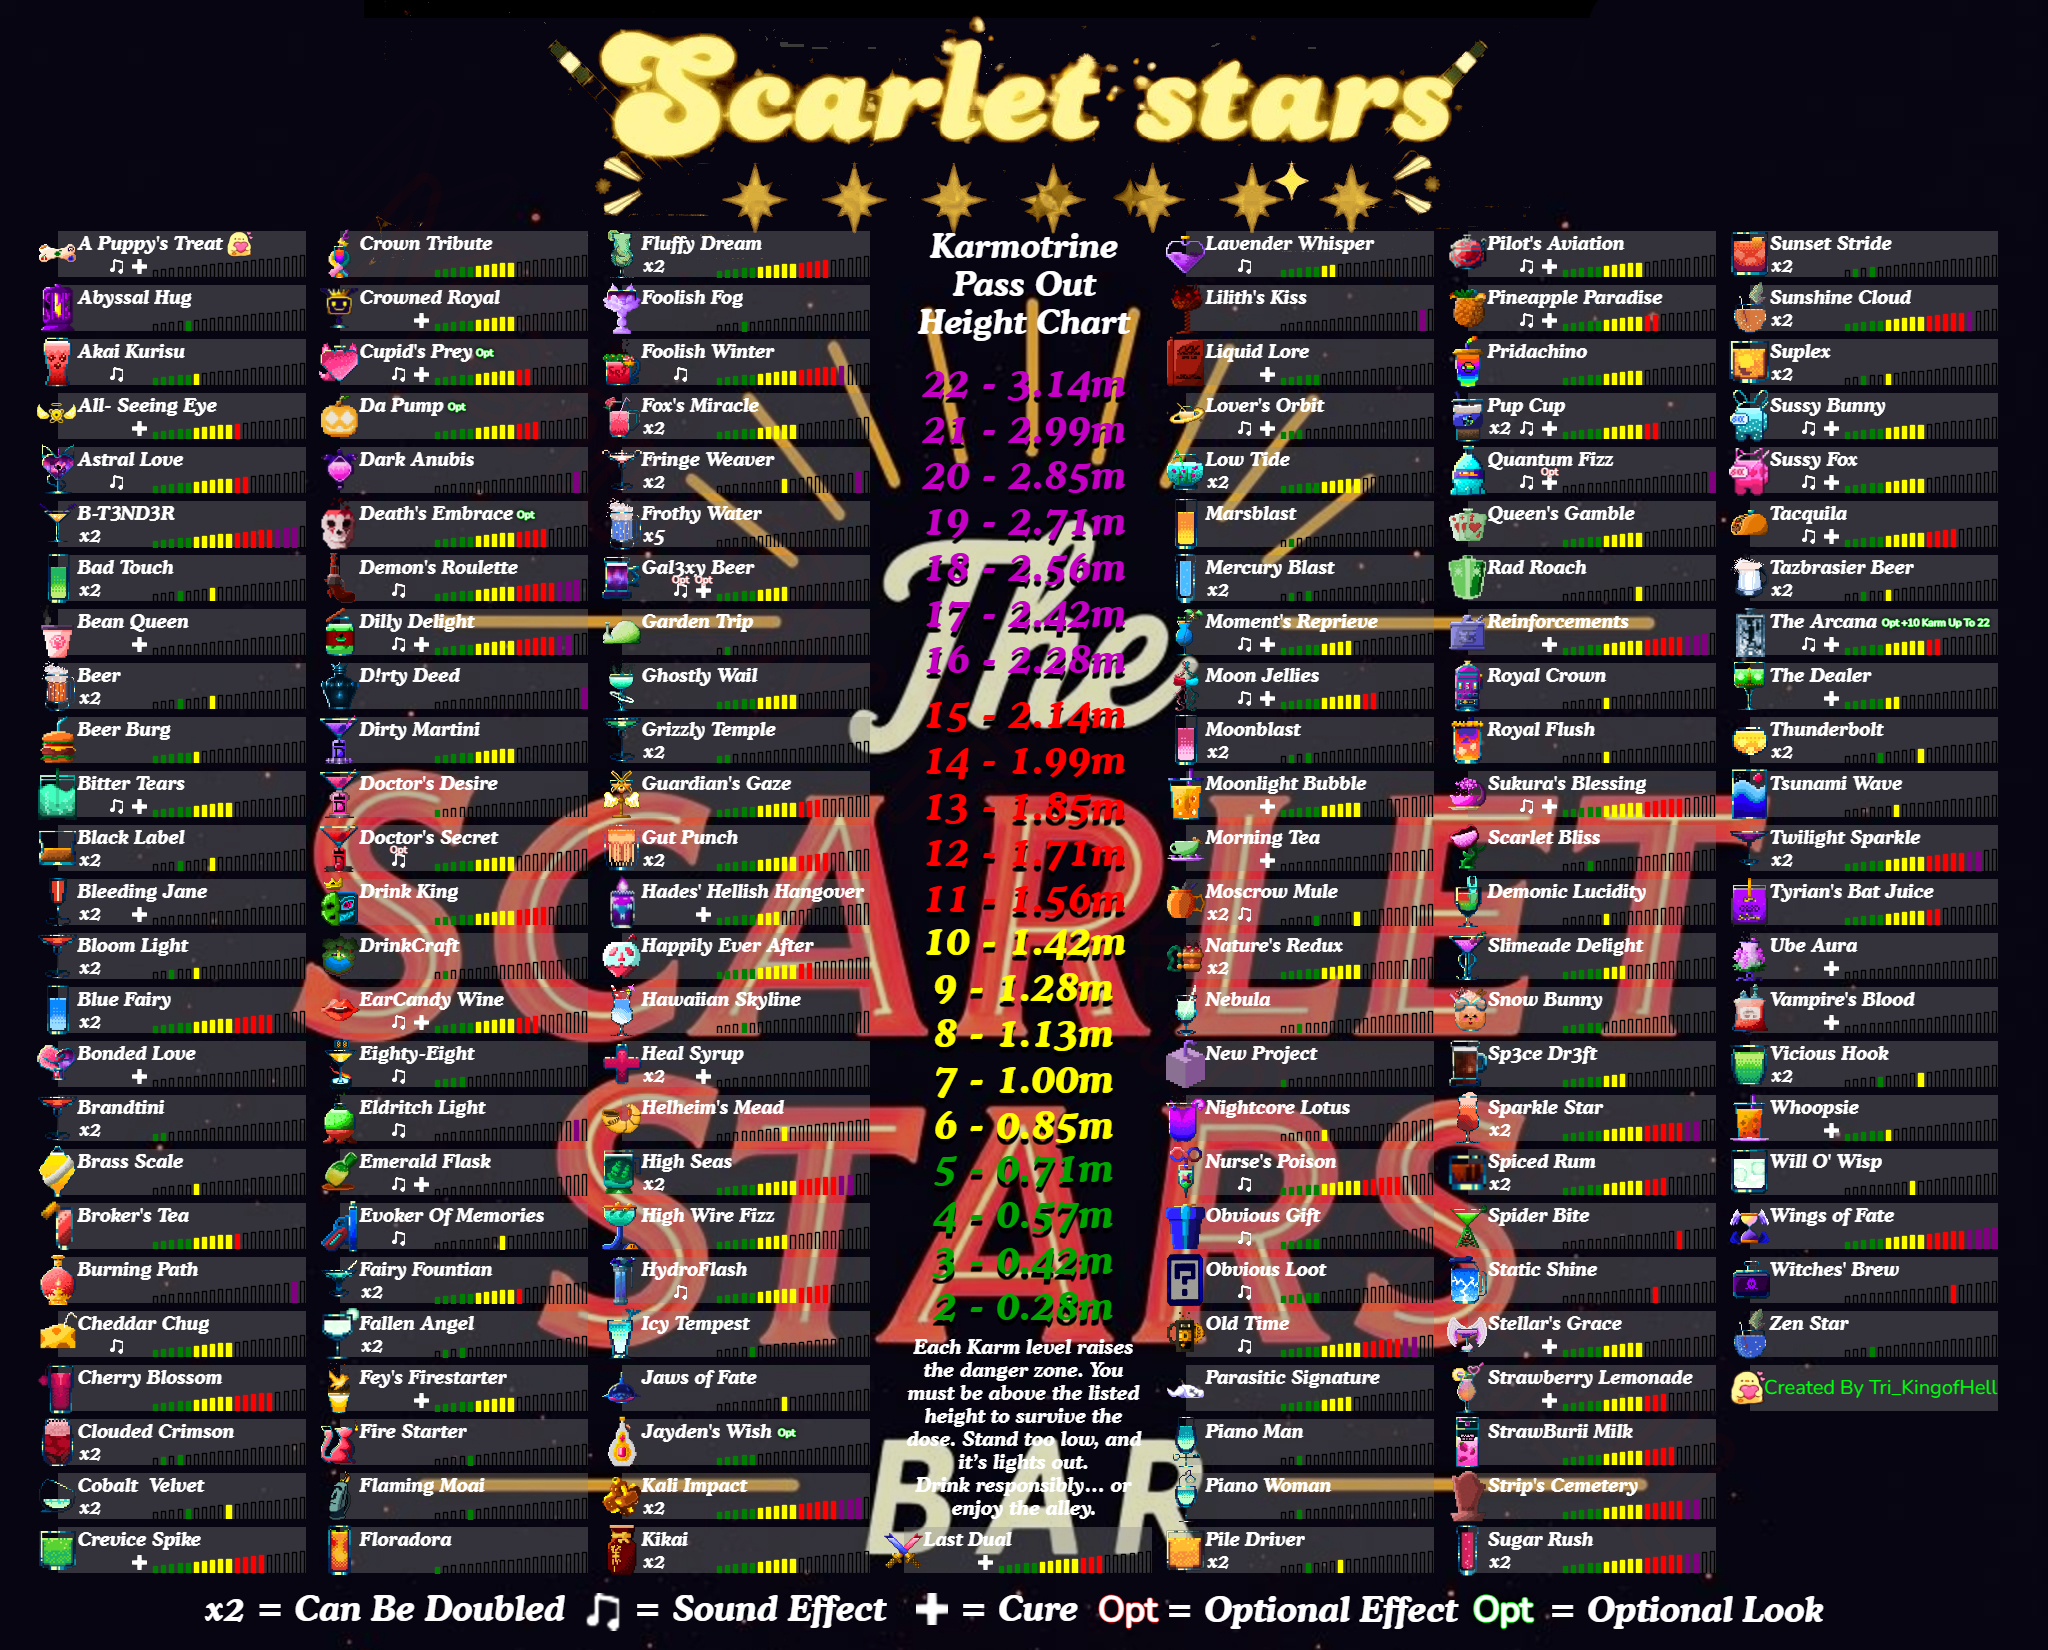 Scarlet stars
A Puppy's Treat
Abyssal Hug
Akai Kurisu
All- Seeing Eye
Astral Love
B-T3ND3R
x2
Bad Touch
x2
Bean Queen
Beer
x2
Beer Burg
Bitter Tears
Black Label
x2
Bleeding Jane
x2
Bloom Light
x2
Blue Fairy
x2
Bonded Love
Brandtini
x2
Brass Scale
Broker's Tea
Burning Path
Cheddar Chug
Cherry Blossom
Clouded Crimson
x2
Cobalt Velvet
x2
Crevice Spike
Crown Tribute
Crowned Royal
Cupid's Prey Opt
Da Pump Opt
Dark Anubis
Death's Embrace Opt
Demon's Roulette
Dilly Delight
D!rty Deed
Dirty Martini
Doctor's Desire
Doctor's Secret
Opt
Drink King
DrinkCraft
EarCandy Wine
Eighty-Eight
Eldritch Light
Emerald Flask
Evoker Of Memories
Fairy Fountian
x2
Fallen Angel
x2
Fey's Firestarter
Fire Starter
Flaming Moai
Floradora
Fluffy Dream
x2
Foolish Fog
Foolish Winter
Fox's Miracle
x2
Fringe Weaver
x2
Frothy Water
x5
Gal3xy Beer
Opt Opt
Garden Trip
Ghostly Wail
Grizzly Temple
x2
Guardian's Gaze
Gut Punch
x2
Hades' Hellish Hangover
Happily Ever After
Hawaiian Skyline
Heal Syrup
x2
Helheim's Mead
High Seas
x2
High Wire Fizz
HydroFlash
Icy Tempest
Jaws of Fate
Jayden's Wish Opt
Kali Impact
x2
Kikai
x2
Karmotrine
Pass Out
Height Chart
22 - 3.14m
21 - 2.99m
20 - 2.85m
19 - 2.71m
18 - 2.56m
17 - 2.42m
16 - 2.28m
15 - 2.14m
14 - 1.99m
13 - 1.85m
12 - 1.71m
11 - 1.56m
10 - 1.42m
9 - 1.28m
8 - 1.13m
7 - 1.00m
6 - 0.85m
5 - 0.71m
4 - 0.57m
3 - 0.42m
2 - 0.28m
Each Karm level raises
the danger zone. You
must be above the listed
height to survive the
dose. Stand too low, and
it's lights out.
Drink responsibly... or
enjoy the alley.
Last Dual
The
SCARLET
STARS
BAR
Lavender Whisper
Lilith's Kiss
Liquid Lore
Lover's Orbit
Low Tide
x2
Marsblast
Mercury Blast
x2
Moment's Reprieve
Moon Jellies
Moonblast
x2
Moonlight Bubble
Morning Tea
Moscrow Mule
x2
Nature's Redux
x2
Nebula
New Project
Nightcore Lotus
Nurse's Poison
Obvious Gift
Obvious Loot
Old Time
Parasitic Signature
Piano Man
Piano Woman
Pile Driver
x2
Pilot's Aviation
Pineapple Paradise
Pridachino
Pup Cup
x2
Quantum Fizz
Opt
Queen's Gamble
Rad Roach
Reinforcements
Royal Crown
Royal Flush
Sukura's Blessing
Scarlet Bliss
Demonic Lucidity
Slimeade Delight
Snow Bunny
Sp3ce Dr3ft
Sparkle Star
x2
Spiced Rum
x2
Spider Bite
Static Shine
Stellar's Grace
Strawberry Lemonade
StrawBurii Milk
Strip's Cemetery
Sugar Rush
x2
Sunset Stride
x2
Sunshine Cloud
x2
Suplex
x2
Sussy Bunny
Sussy Fox
Tacquila
Tazbrasier Beer
x2
The Arcana Opt +10 Karm Up To 22
The Dealer
Thunderbolt
x2
Tsunami Wave
Twilight Sparkle
x2
Tyrian's Bat Juice
Ube Aura
Vampire's Blood
Vicious Hook
x2
Whoopsie
Will O' Wisp
Wings of Fate
Witches' Brew
Zen Star
Created By Tri_KingofHell
x2 = Can Be Doubled ♫ = Sound Effect ✚ = Cure Opt = Optional Effect Opt = Optional Look